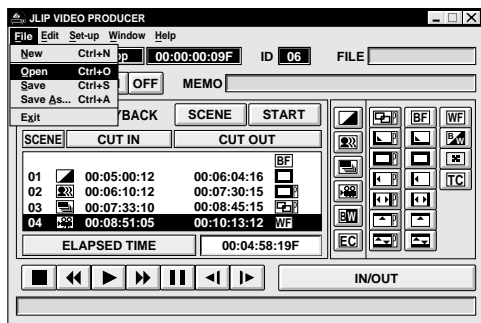 JLIP VIDEO PRODUCER
File Edit Set-up Window Help
New Ctrl+N
Open Ctrl+O
Save Ctrl+S
Save As... Ctrl+A
Exit
00:00:00:09F ID 06 FILE
OFF MEMO
SCENE START
SCENE CUT IN CUT OUT
BF
01 00:05:00:12 00:06:04:16
02 00:06:10:12 00:07:30:15 P
03 00:07:33:10 00:08:45:15 P
04 00:08:51:05 00:10:13:12 WF
ELAPSED TIME 00:04:58:19F
P BF WF
P B/W
P
BW P TC
P
EC P
P
IN/OUT